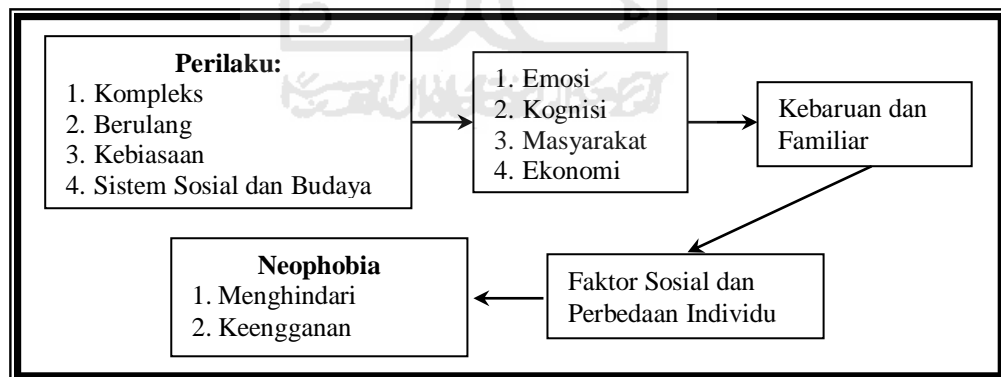 Perilaku:
1. Kompleks
2. Berulang
3. Kebiasaan
4. Sistem Sosial dan Budaya
1. Emosi
2. Kognisi
3. Masyarakat
4. Ekonomi
Kebaruan dan
Familiar
Faktor Sosial dan
Perbedaan Individu
Neophobia
1. Menghindari
2. Keengganan